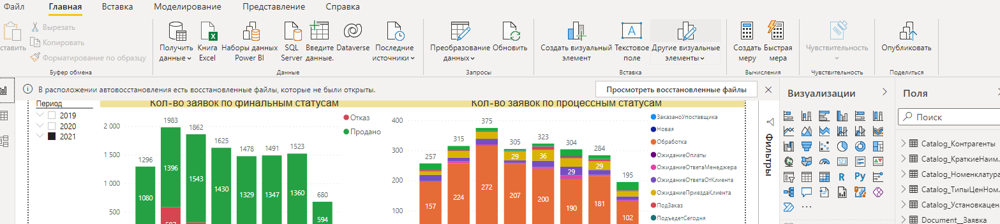 Файл Главная Вставка Моделирование Представление Справка
ставить
Вырезать
Копировать
Форматирование по образцу
Буфер обмена
Получить данные
Книга Excel
Наборы данных Power BI
SQL Server
Введите данные.
Dataverse
Последние источники
Данные
Преобразование данных
Обновить
Запросы
Создать визуальный элемент
Текстовое поле
Другие визуальные элементы
Вставка
Создать меру
Быстрая мера
Вычисления
Чувствительность
Чувствительность
Опубликовать
Поделиться
В расположении автовосстановления есть восстановленные файлы, которые не были открыты.
Просмотреть восстановленные файлы
Период
2019
2020
2021
Кол-во заявок по финальным статусам
Отказ
Продано
2 000
1 500
1 000
500
1296
1983
1862
1625
1478
1491
1523
680
1080
1396
1543
1430
1329
1347
1360
594
587
Кол-во заявок по процессным статусам
400
300
200
100
257
315
375
305
323
304
284
195
29
36
29
29
157
224
272
207
200
190
181
102
ЗаказаноУпоставщика
Новая
Обработка
ОжиданиеОплаты
ОжиданиеОтветаМенеджера
ОжиданиеОтветаОтКлиента
ОжиданиеПриездаКлиента
ПодЗаказ
ПодъедетСегодня
Фильтры
Визуализации
123
R
Py
Поля
Поиск
Catalog_Контрагенты
Catalog_КраткиеНаим...
Catalog_Номенклатура
Catalog_ТипыЦенНом...
Catalog_Установкацен...
Document_Заявка